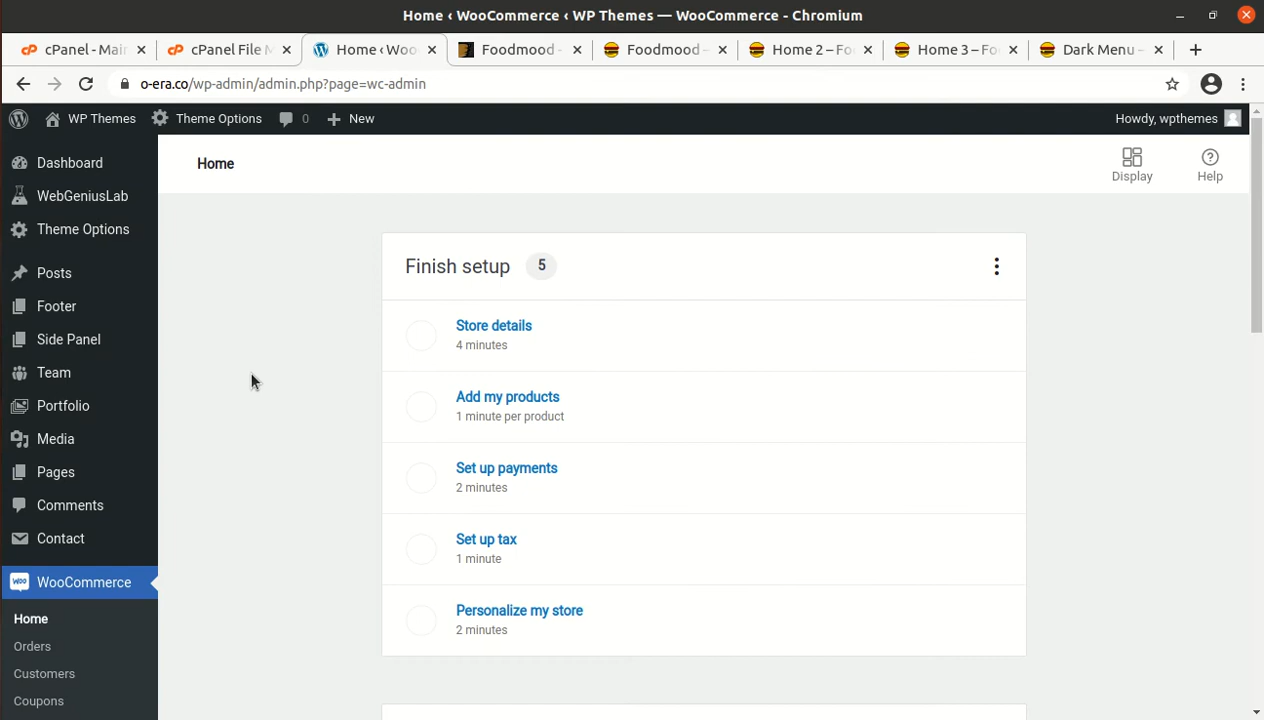 Home ‹ WooCommerce ‹ WP Themes — WooCommerce - Chromium
cPanel - Main
cPanel File M
Home ‹ Woo
Foodmood -
Foodmood –
Home 2 – Fo
Home 3 – Fo
Dark Menu –
o-era.co/wp-admin/admin.php?page=wc-admin
WP Themes
Theme Options
0
New
Howdy, wpthemes
Dashboard
WebGeniusLab
Theme Options
Posts
Footer
Side Panel
Team
Portfolio
Media
Pages
Comments
Contact
WooCommerce
Home
Orders
Customers
Coupons
Home
Display
Help
Finish setup 5
Store details
4 minutes
Add my products
1 minute per product
Set up payments
2 minutes
Set up tax
1 minute
Personalize my store
2 minutes